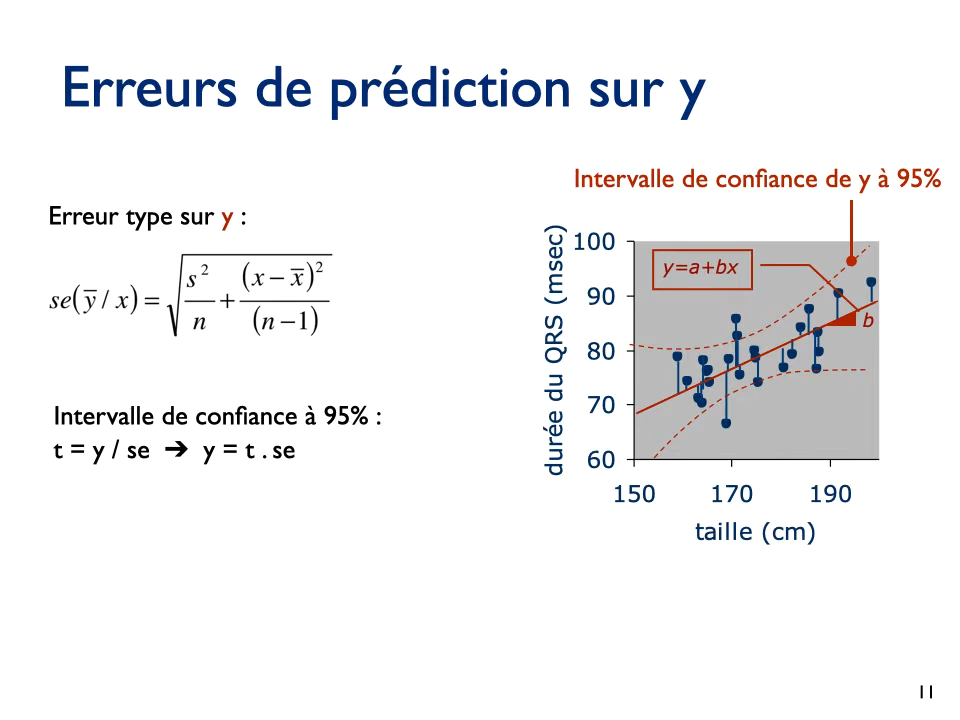 Erreurs de prédiction sur y
Intervalle de confiance de y à 95%
Erreur type sur y :
se(y̅ / x) = √(s²/n + (x − x̅)²/(n −1))
Intervalle de confiance à 95% :
t = y / se ➔ y = t . se
durée du QRS (msec)
100
90
80
70
60
y=a+bx
b
150 170 190
taille (cm)
11